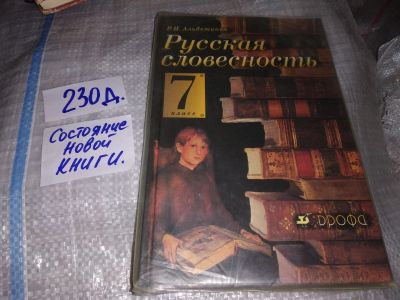 230д.
Состояние
новой
книги.
Р.И. Альбеткова
Русская
словесность
7
класс
дрофа